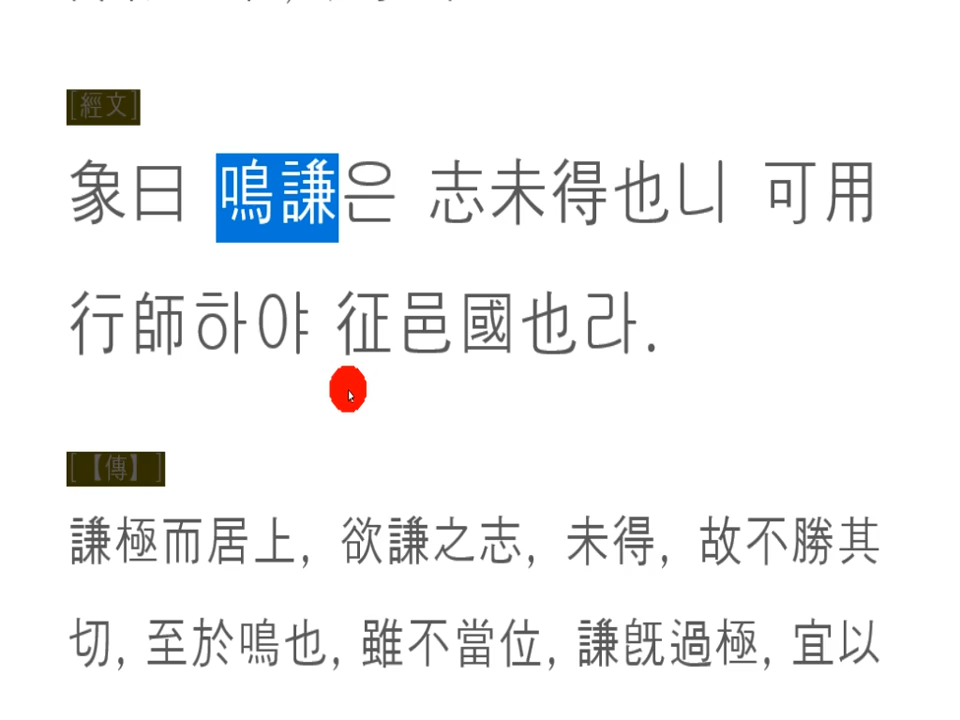 [經文]
象曰 鳴謙은 志未得也니 可用
行師하야 征邑國也라.
[【傳】]
謙極而居上, 欲謙之志, 未得, 故不勝其
切, 至於鳴也, 雖不當位, 謙旣過極, 宜以